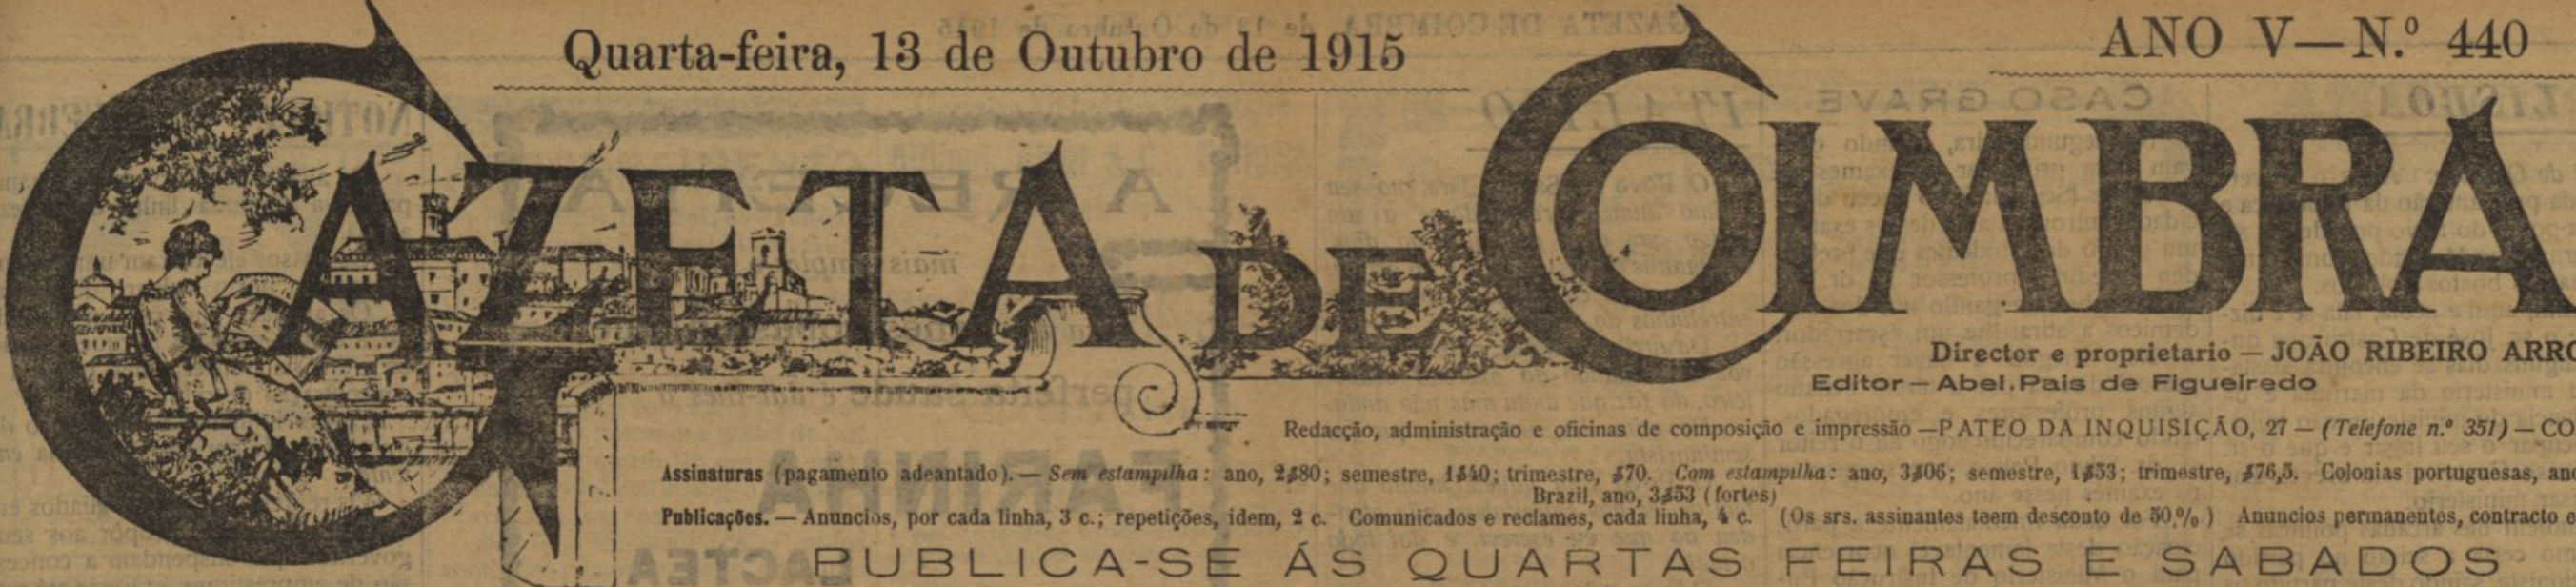 Quarta-feira, 13 de Outubro de 1915
ANO V—N.º 440
GAZETA DE COIMBRA
Director e proprietario — JOÃO RIBEIRO
Editor — Abel Pais de Figueiredo
Redacção, administração e oficinas de composição e impressão — PATEO DA INQUISIÇÃO, 27 — (Telefone n.º 351) —
Assinaturas (pagamento adeantado). — Sem estampilha: ano, 2$80; semestre, 1$40; trimestre, $70. Com estampilha: ano, 3$06; semestre, 1$53; trimestre, $76,5. Colonias portuguesas,
Brazil, ano, 3$53 (fortes)
Publicações. — Anuncios, por cada linha, 3 c.; repetições, idem, 2 c. Comunicados e reclames, cada linha, 4 c. (Os srs. assinantes teem desconto de 50%) Anuncios permanentes, contracto
PUBLICA-SE ÁS QUARTAS FEIRAS E SABADOS